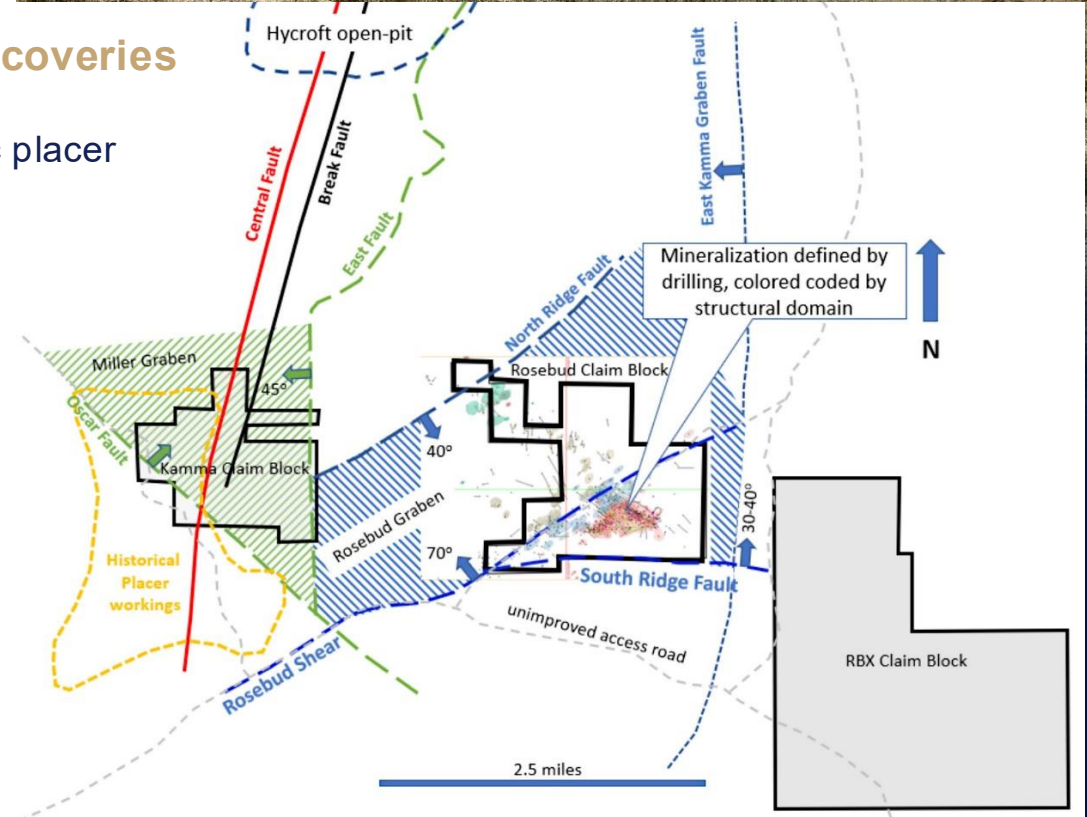 coveries
placer
Hycroft open-pit
Central Fault
Break Fault
East Fault
East Kamma Graben Fault
North Ridge Fault
Mineralization defined by
drilling, colored coded by
structural domain
N
Miller Graben
45°
Rosebud Claim Block
Oscar Fault
40°
Kamma Claim Block
Rosebud Graben
30-40°
70°
Historical
Placer
workings
South Ridge Fault
unimproved access road
Rosebud Shear
RBX Claim Block
2.5 miles